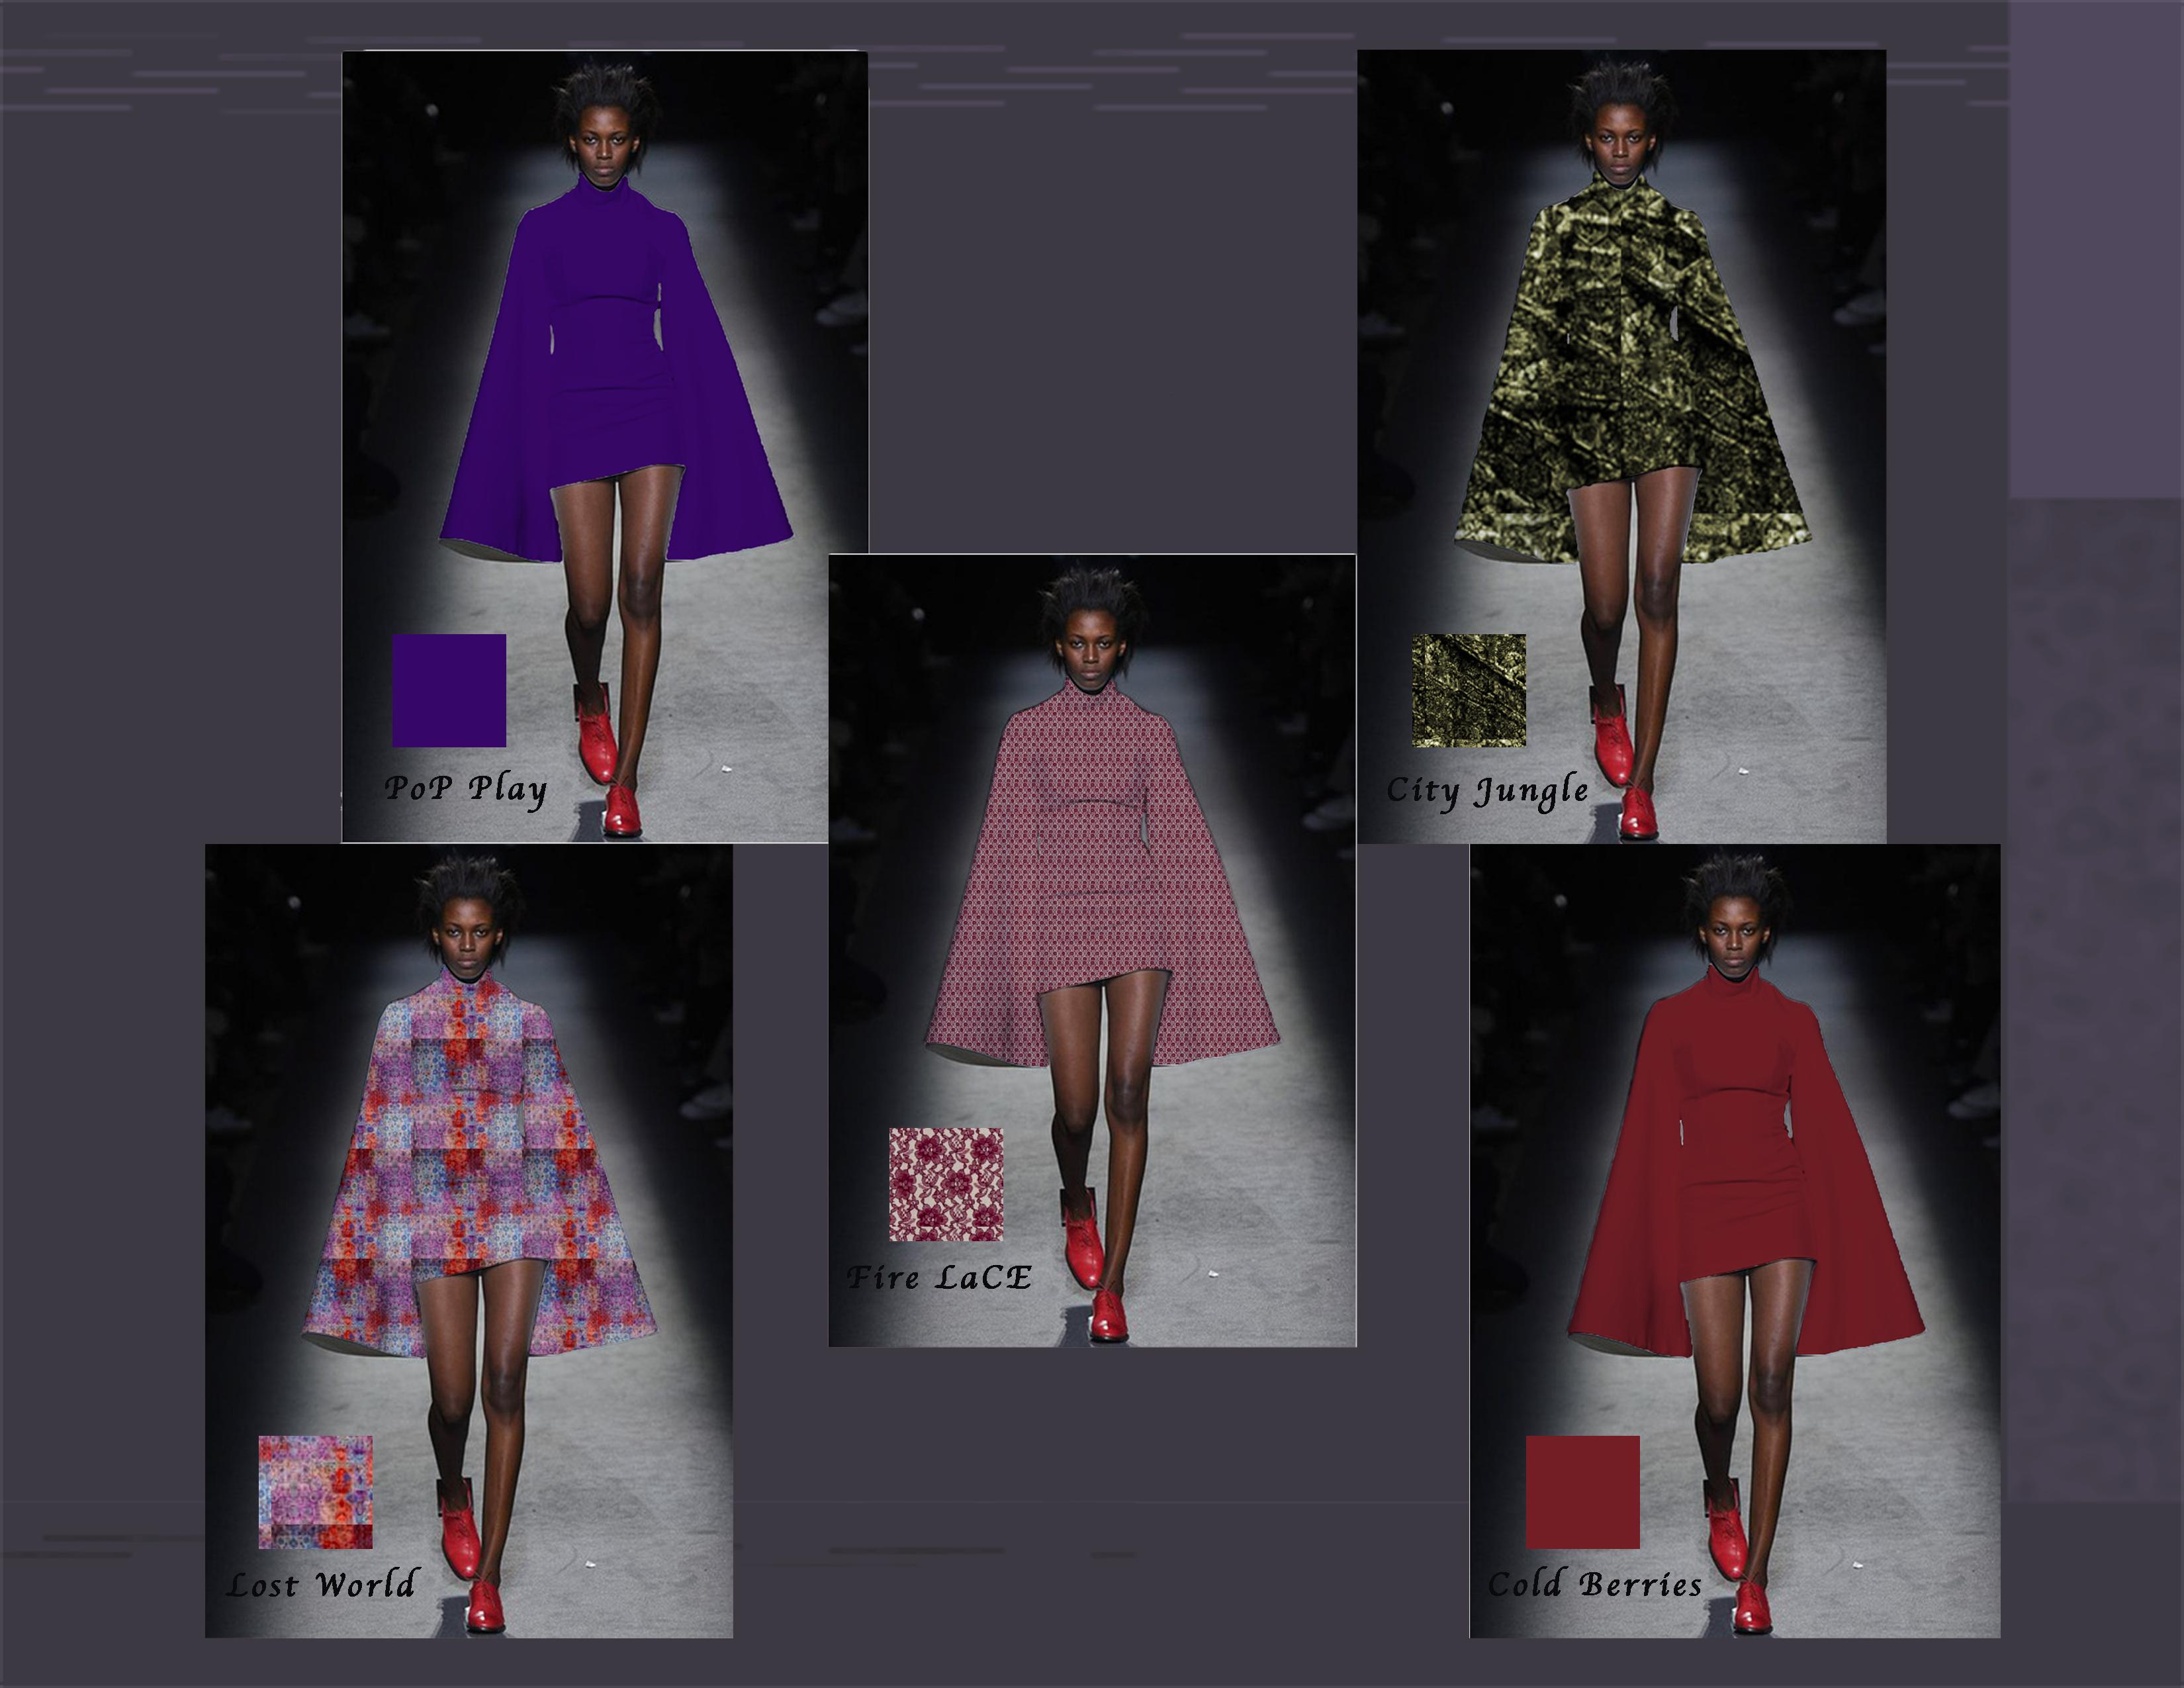 PoP Play
City Jungle
Fire LaCE
Lost World
Cold Berries